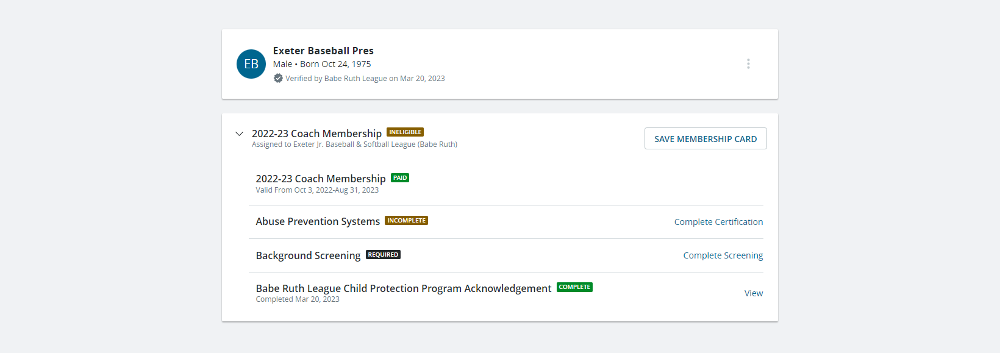 EB
Exeter Baseball Pres
Male • Born Oct 24, 1975
Verified by Babe Ruth League on Mar 20, 2023
2022-23 Coach Membership INELIGIBLE
Assigned to Exeter Jr. Baseball & Softball League (Babe Ruth)
SAVE MEMBERSHIP CARD
2022-23 Coach Membership PAID
Valid From Oct 3, 2022-Aug 31, 2023
Abuse Prevention Systems INCOMPLETE
Complete Certification
Background Screening REQUIRED
Complete Screening
Babe Ruth League Child Protection Program Acknowledgement COMPLETE
Completed Mar 20, 2023
View